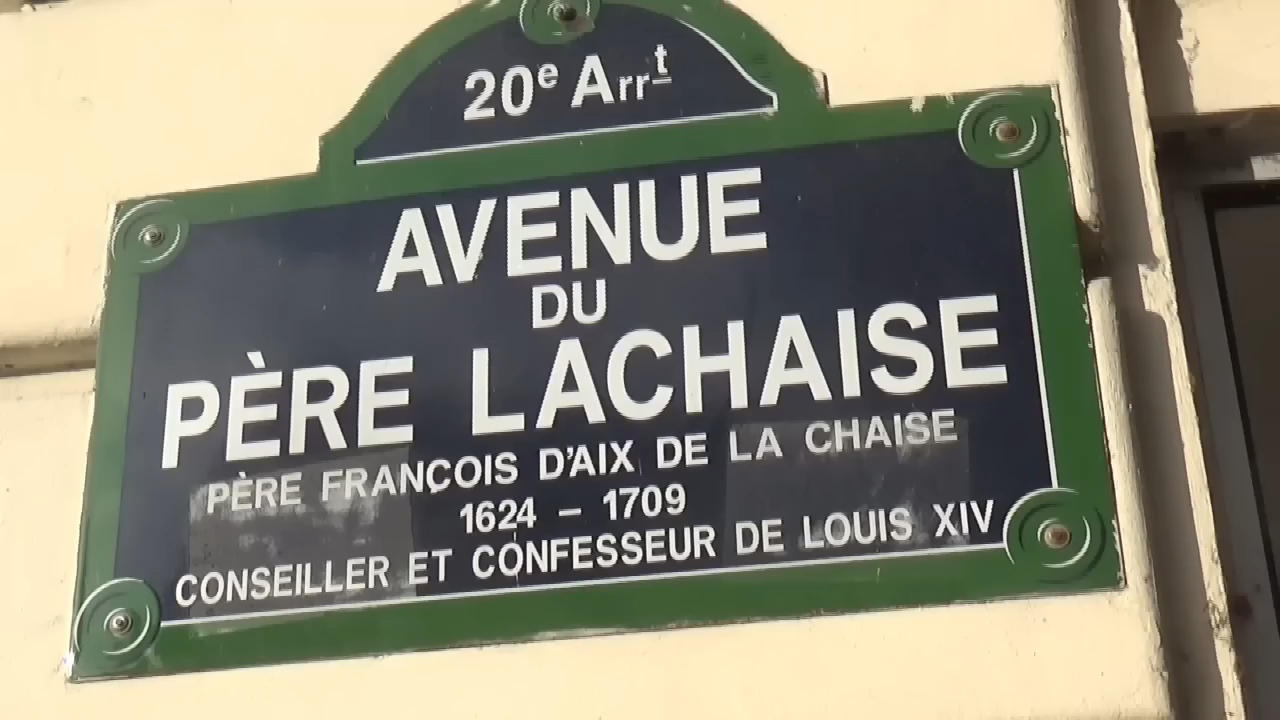 20e Arrt
AVENUE
DU
PÈRE LACHAISE
PÈRE FRANÇOIS D'AIX DE LA CHAISE
1624 – 1709
CONSEILLER ET CONFESSEUR DE LOUIS XIV